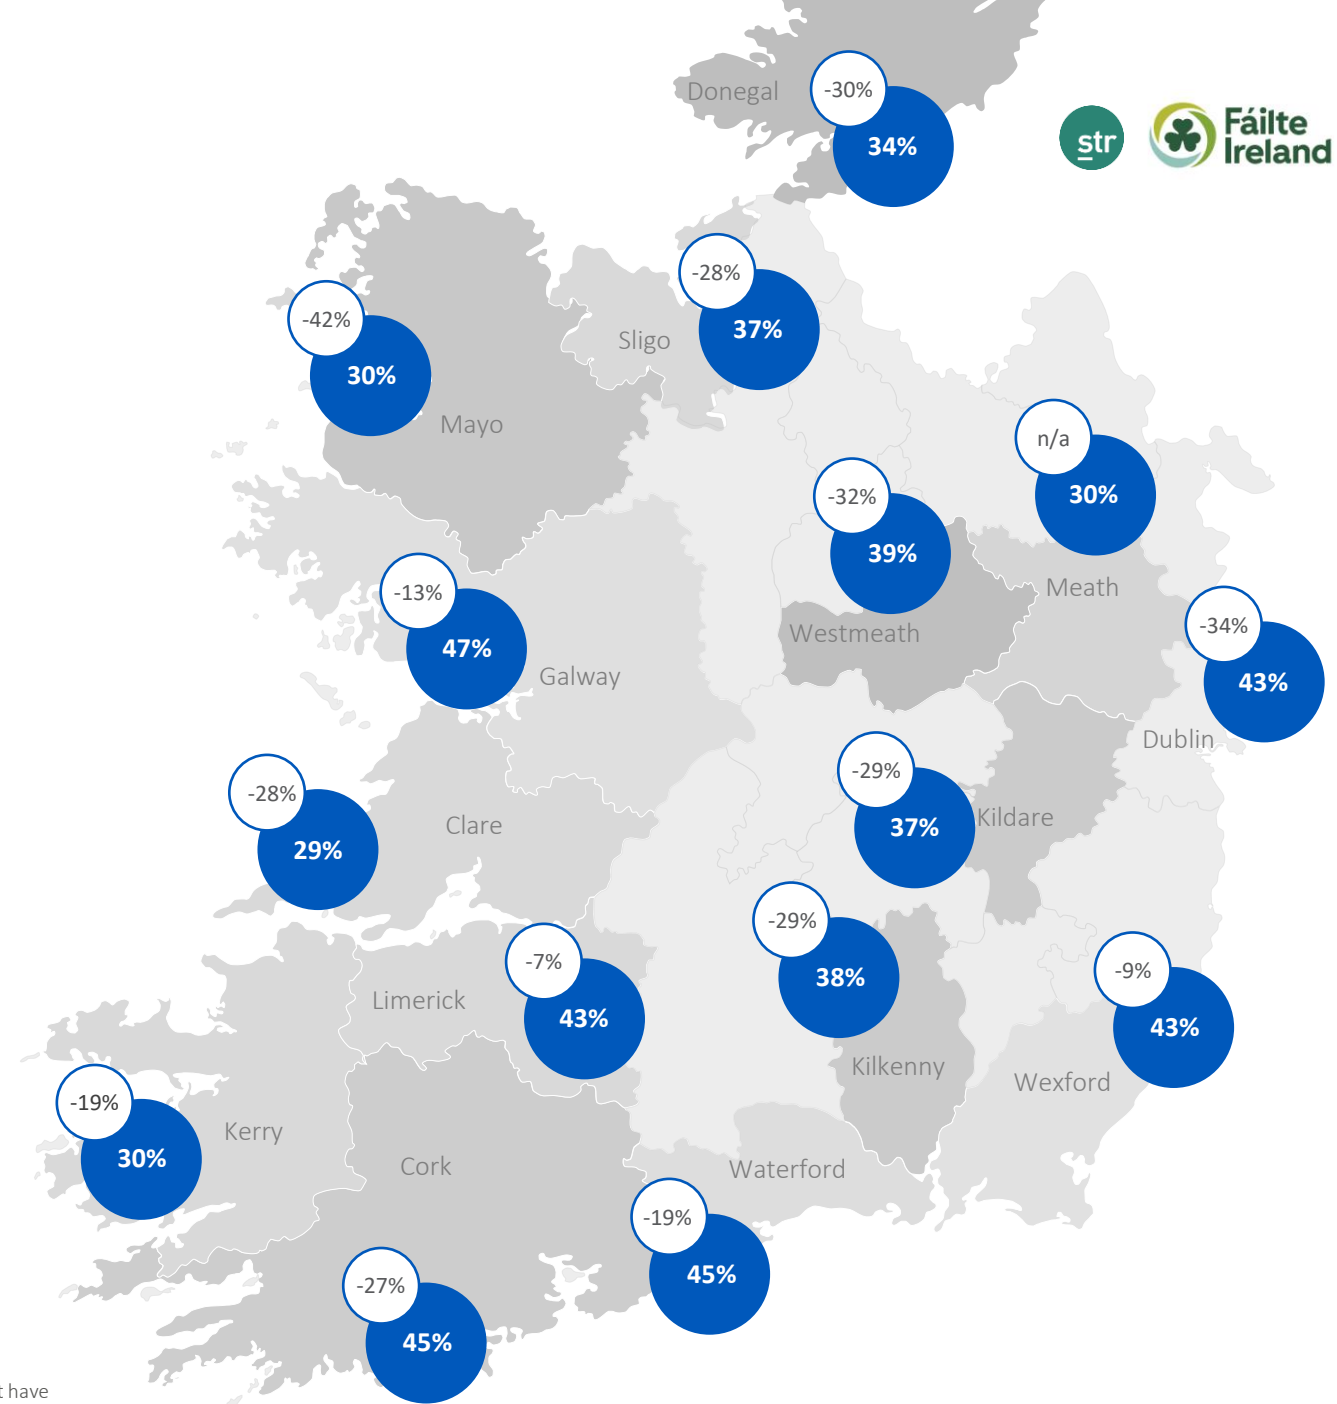 Donegal
-30%
34%
str
Fáilte
Ireland
-28%
37%
Sligo
-42%
30%
Mayo
n/a
30%
Meath
-32%
39%
Westmeath
-13%
47%
Galway
-34%
43%
Dublin
-28%
29%
Clare
-29%
37%
Kildare
-29%
38%
Kilkenny
-7%
43%
Limerick
-9%
43%
Wexford
-19%
30%
Kerry
Cork
-27%
45%
Waterford
-19%
45%
have